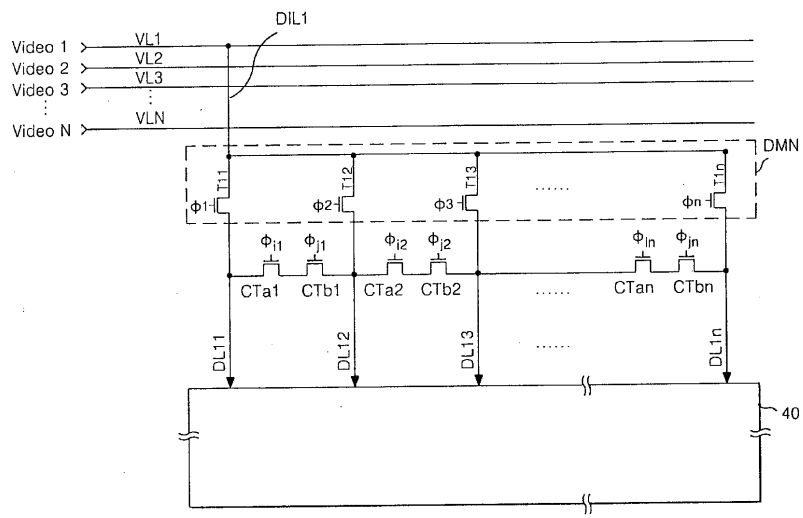 DIL1
Video 1 VL1
Video 2 VL2
Video 3 VL3
Video N VLN
DMN
T11 T12 T13 T1n
ϕ1 ϕ2 ϕ3 ...... ϕn
ϕi1 ϕj1 ϕi2 ϕj2 ϕin ϕjn
CTa1 CTb1 CTa2 CTb2 ...... CTan CTbn
DL11 DL12 DL13 ...... DL1n
40